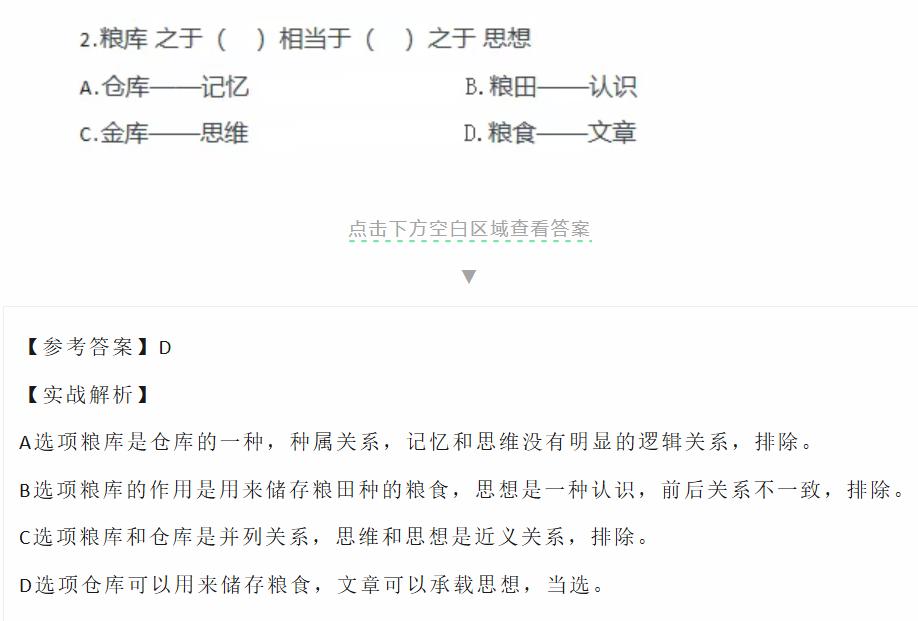 2.粮库 之于（　）相当于（　）之于 思想
A.仓库——记忆　　B.粮田——认识
C.金库——思维　　D.粮食——文章
点击下方空白区域查看答案
▼
【参考答案】D
【实战解析】
A选项粮库是仓库的一种，种属关系，记忆和思维没有明显的逻辑关系，排除。
B选项粮库的作用是用来储存粮田种的粮食，思想是一种认识，前后关系不一致，排除。
C选项粮库和仓库是并列关系，思维和思想是近义关系，排除。
D选项仓库可以用来储存粮食，文章可以承载思想，当选。